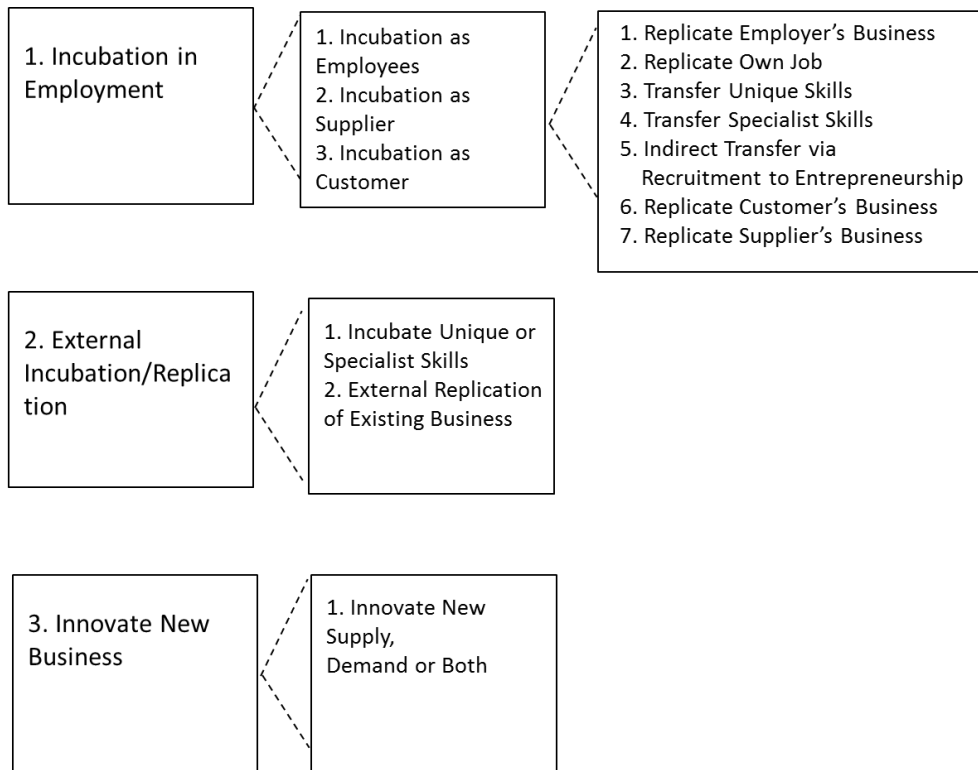 1. Incubation in
Employment
1. Incubation as
Employees
2. Incubation as
Supplier
3. Incubation as
Customer
1. Replicate Employer’s Business
2. Replicate Own Job
3. Transfer Unique Skills
4. Transfer Specialist Skills
5. Indirect Transfer via
Recruitment to Entrepreneurship
6. Replicate Customer’s Business
7. Replicate Supplier’s Business
2. External
Incubation/Replica
tion
1. Incubate Unique or
Specialist Skills
2. External Replication
of Existing Business
3. Innovate New
Business
1. Innovate New
Supply,
Demand or Both